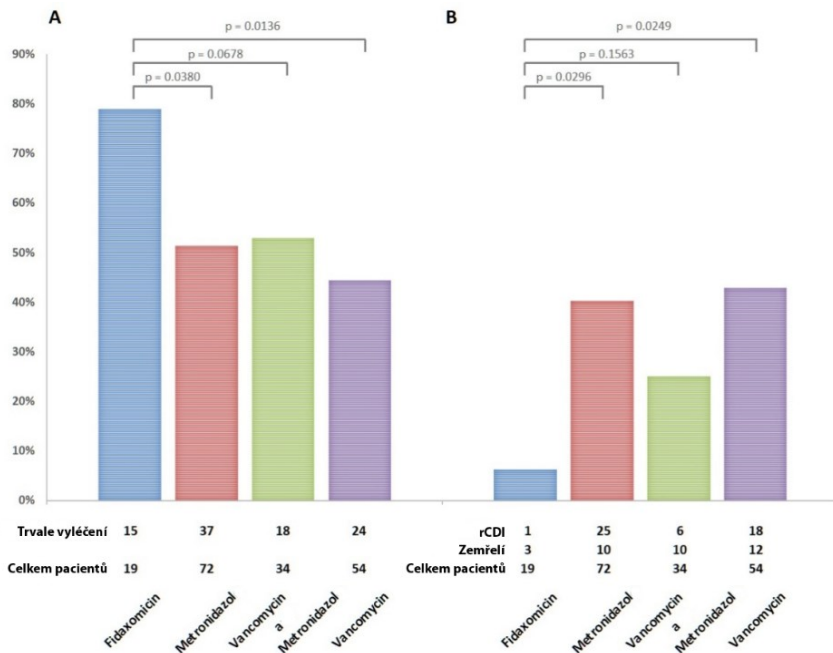 A
B
p = 0.0136
p = 0.0249
p = 0.0678
p = 0.1563
p = 0.0380
p = 0.0296
90%
80%
70%
60%
50%
40%
30%
20%
10%
0%
Trvale vyléčení 15 37 18 24
rCDI 1 25 6 18
Zemřelí 3 10 10 12
Celkem pacientů 19 72 34 54
Celkem pacientů 19 72 34 54
Fidaxomicin
Metronidazol
Vancomycin
a
Metronidazol
Vancomycin
Fidaxomicin
Metronidazol
Vancomycin
a
Metronidazol
Vancomycin